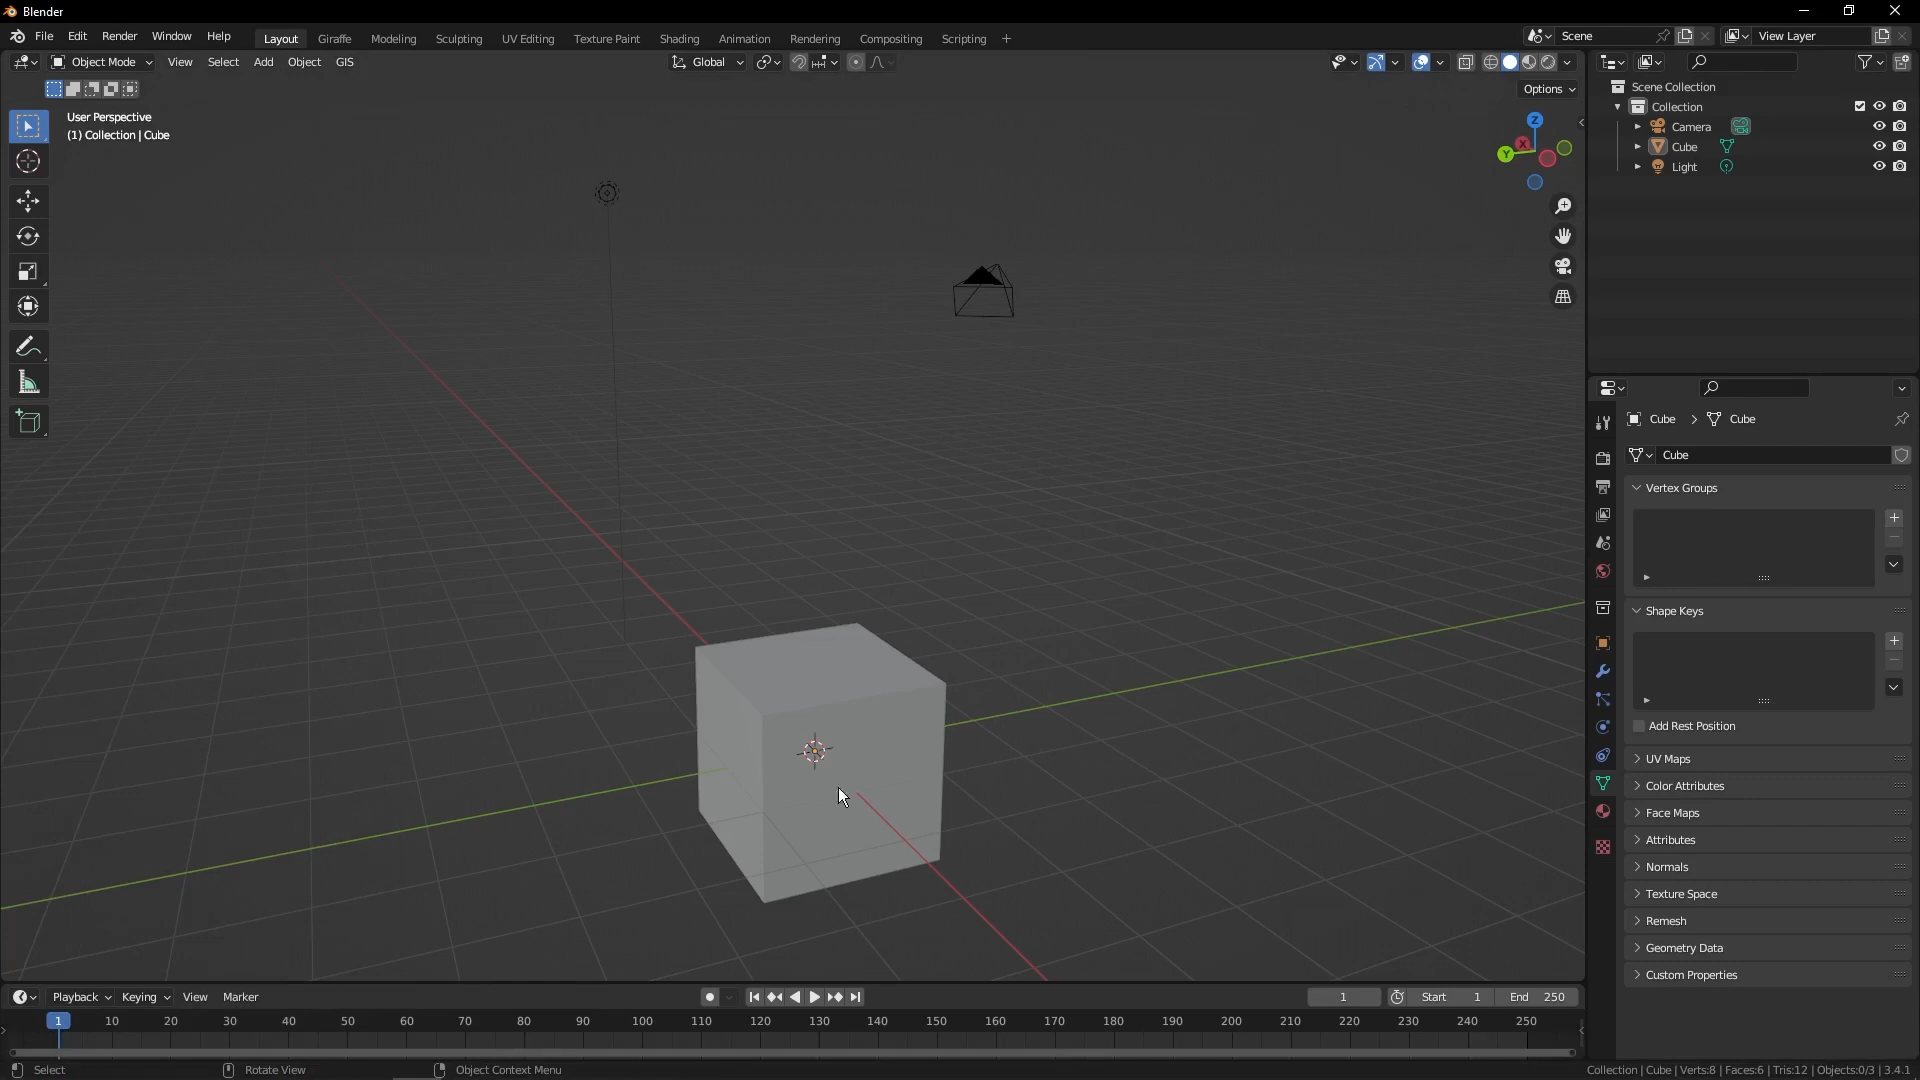 Blender
File Edit Render Window Help Layout Giraffe Modeling Sculpting UV Editing Texture Paint Shading Animation Rendering Compositing Scripting + Scene View Layer
Object Mode View Select Add Object GIS Global
Options
User Perspective
(1) Collection | Cube
Z
X
Y
Scene Collection
Collection
Camera
Cube
Light
Cube > Cube
Cube
Vertex Groups
Shape Keys
Add Rest Position
UV Maps
Color Attributes
Face Maps
Attributes
Normals
Texture Space
Remesh
Geometry Data
Custom Properties
Playback Keying View Marker 1 Start 1 End 250
1 10 20 30 40 50 60 70 80 90 100 110 120 130 140 150 160 170 180 190 200 210 220 230 240 250
Select Rotate View Object Context Menu Collection | Cube | Verts:8 | Faces:6 | Tris:12 | Objects:0/3 | 3.4.1